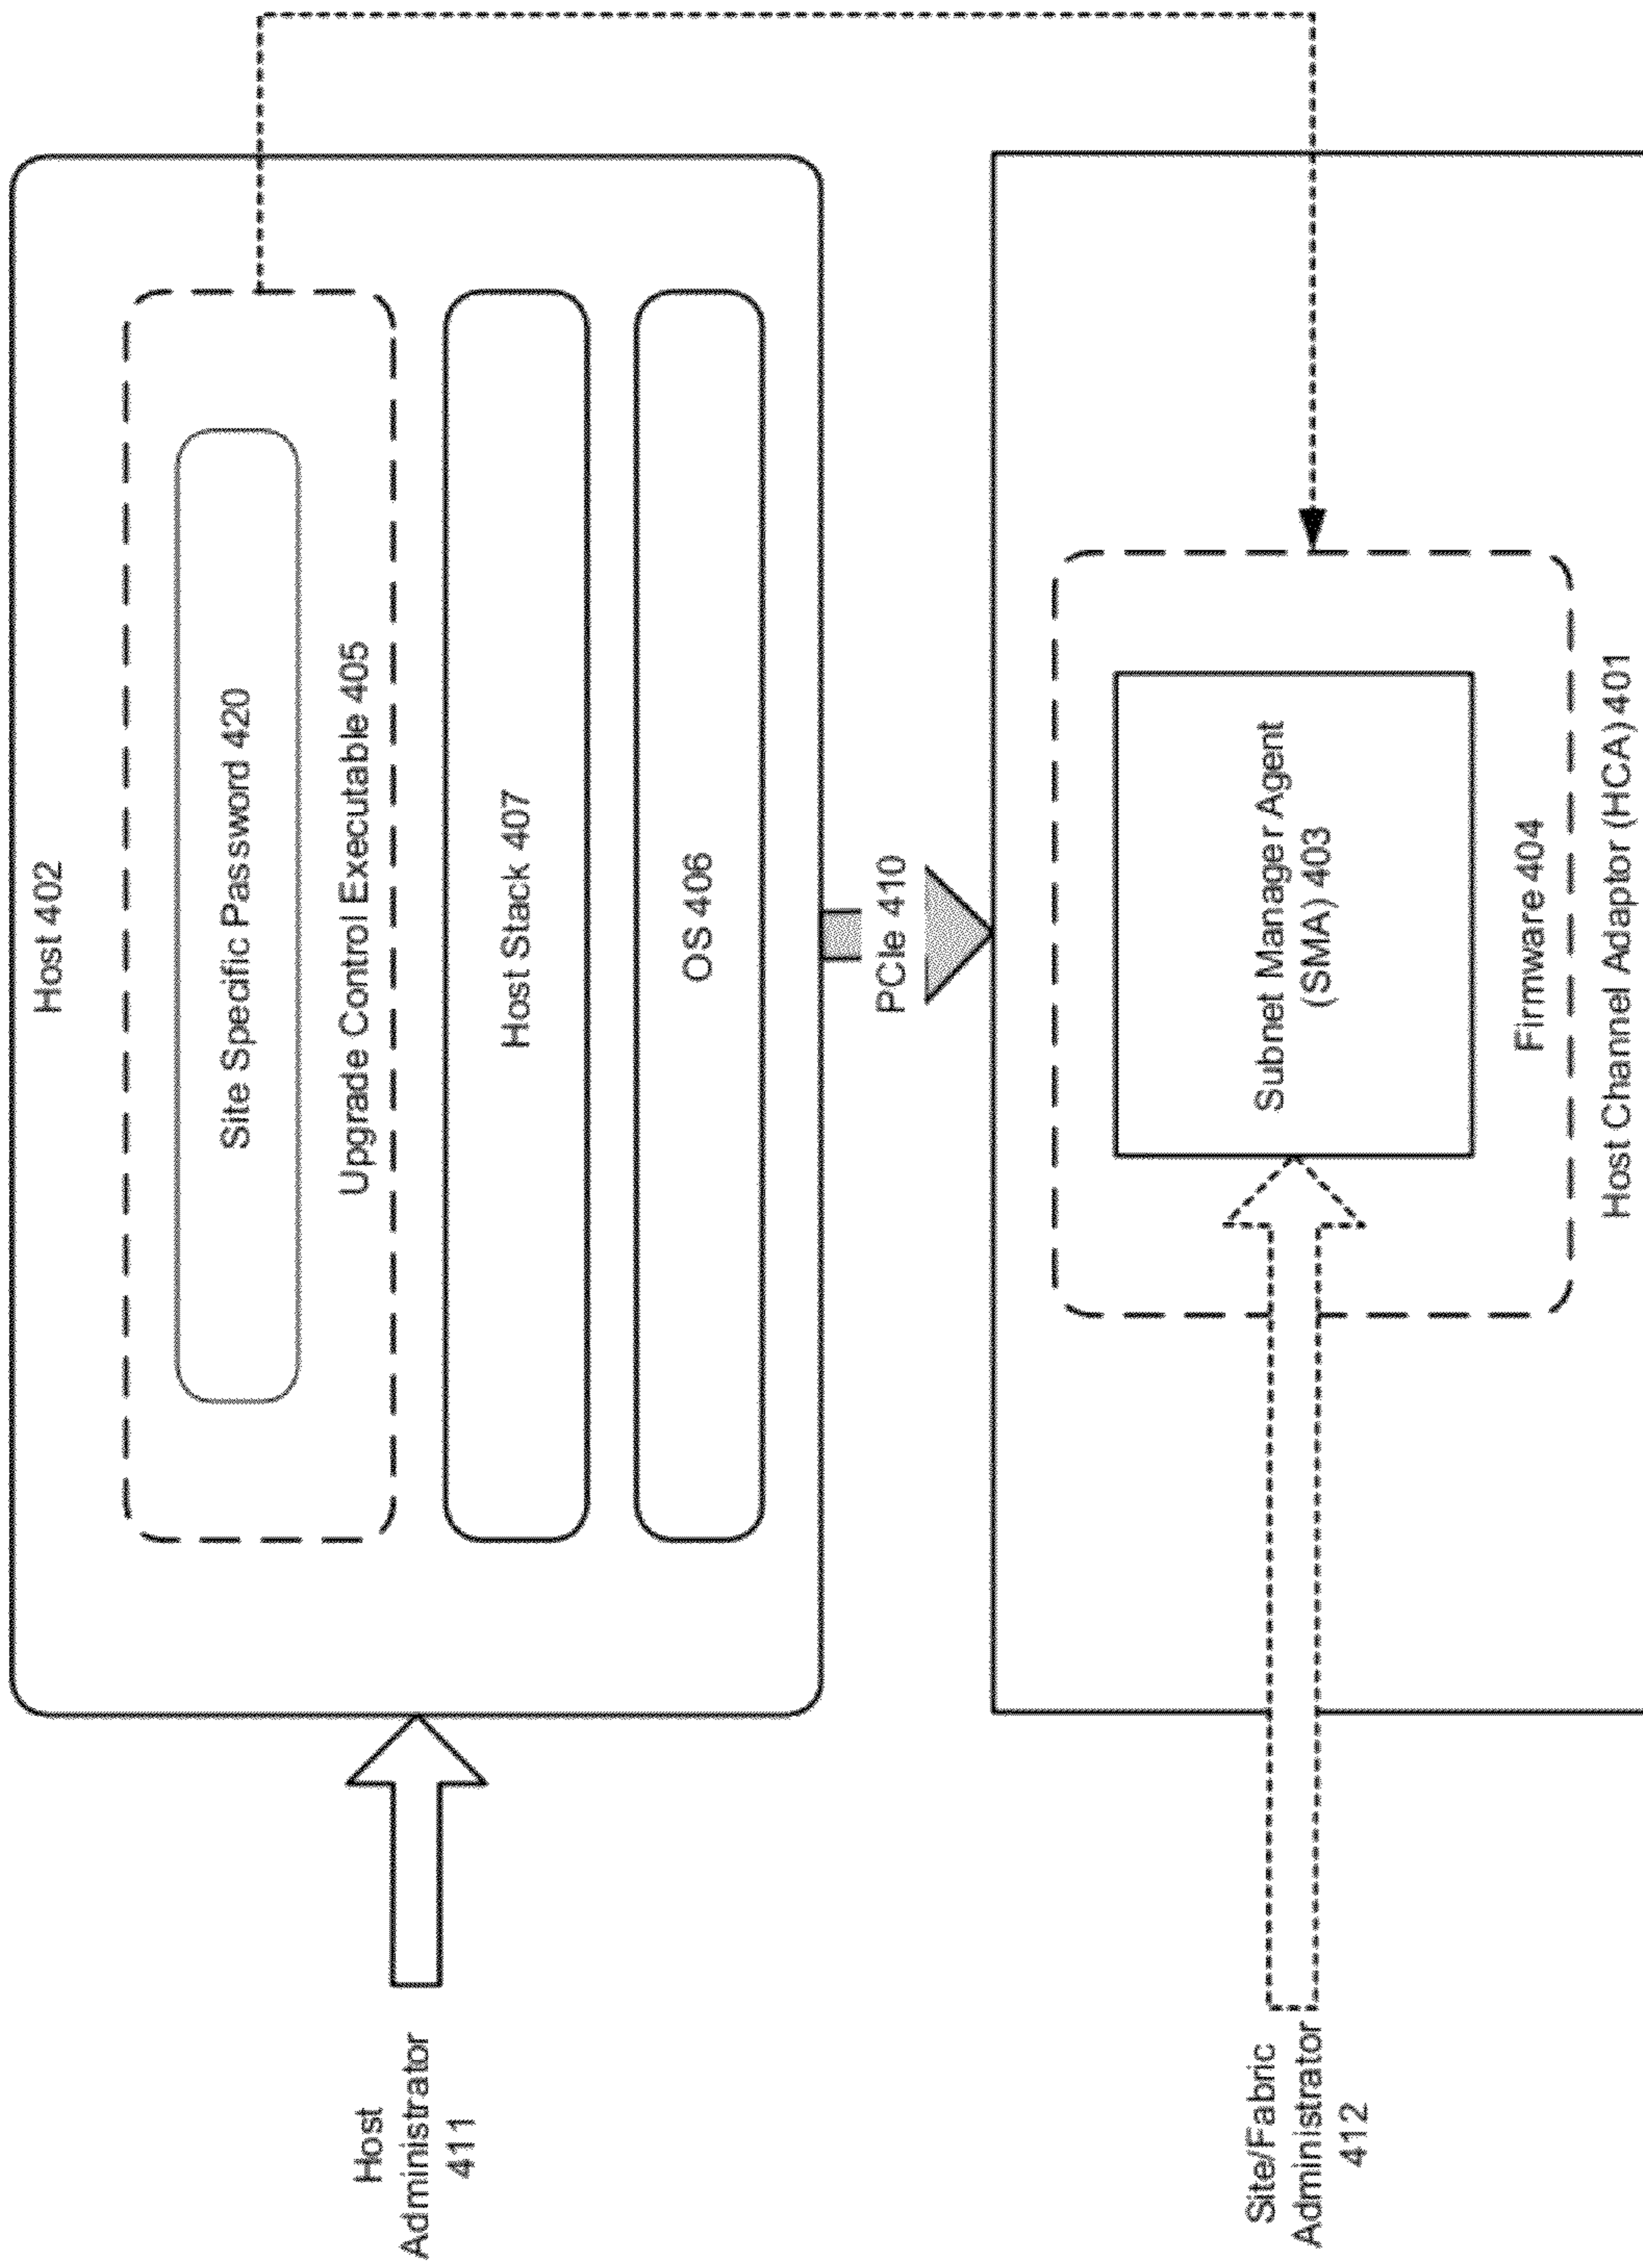 Host 402
Site Specific Password 420
Upgrade Control Executable 405
Host Stack 407
OS 406
Host
Administrator
411
PCIe 410
Subnet Manager Agent
(SMA) 403
Firmware 404
Host Channel Adaptor (HCA) 401
Site/Fabric
Administrator
412